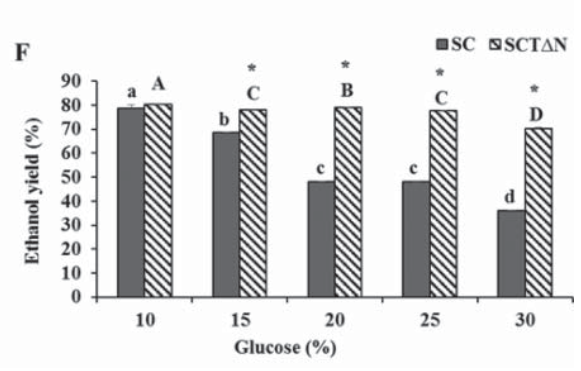 F
SC SCTΔN
Ethanol yield (%)
90
80
70
60
50
40
30
20
10
0
a A
b C *
c B *
c C *
d D *
10 15 20 25 30
Glucose (%)